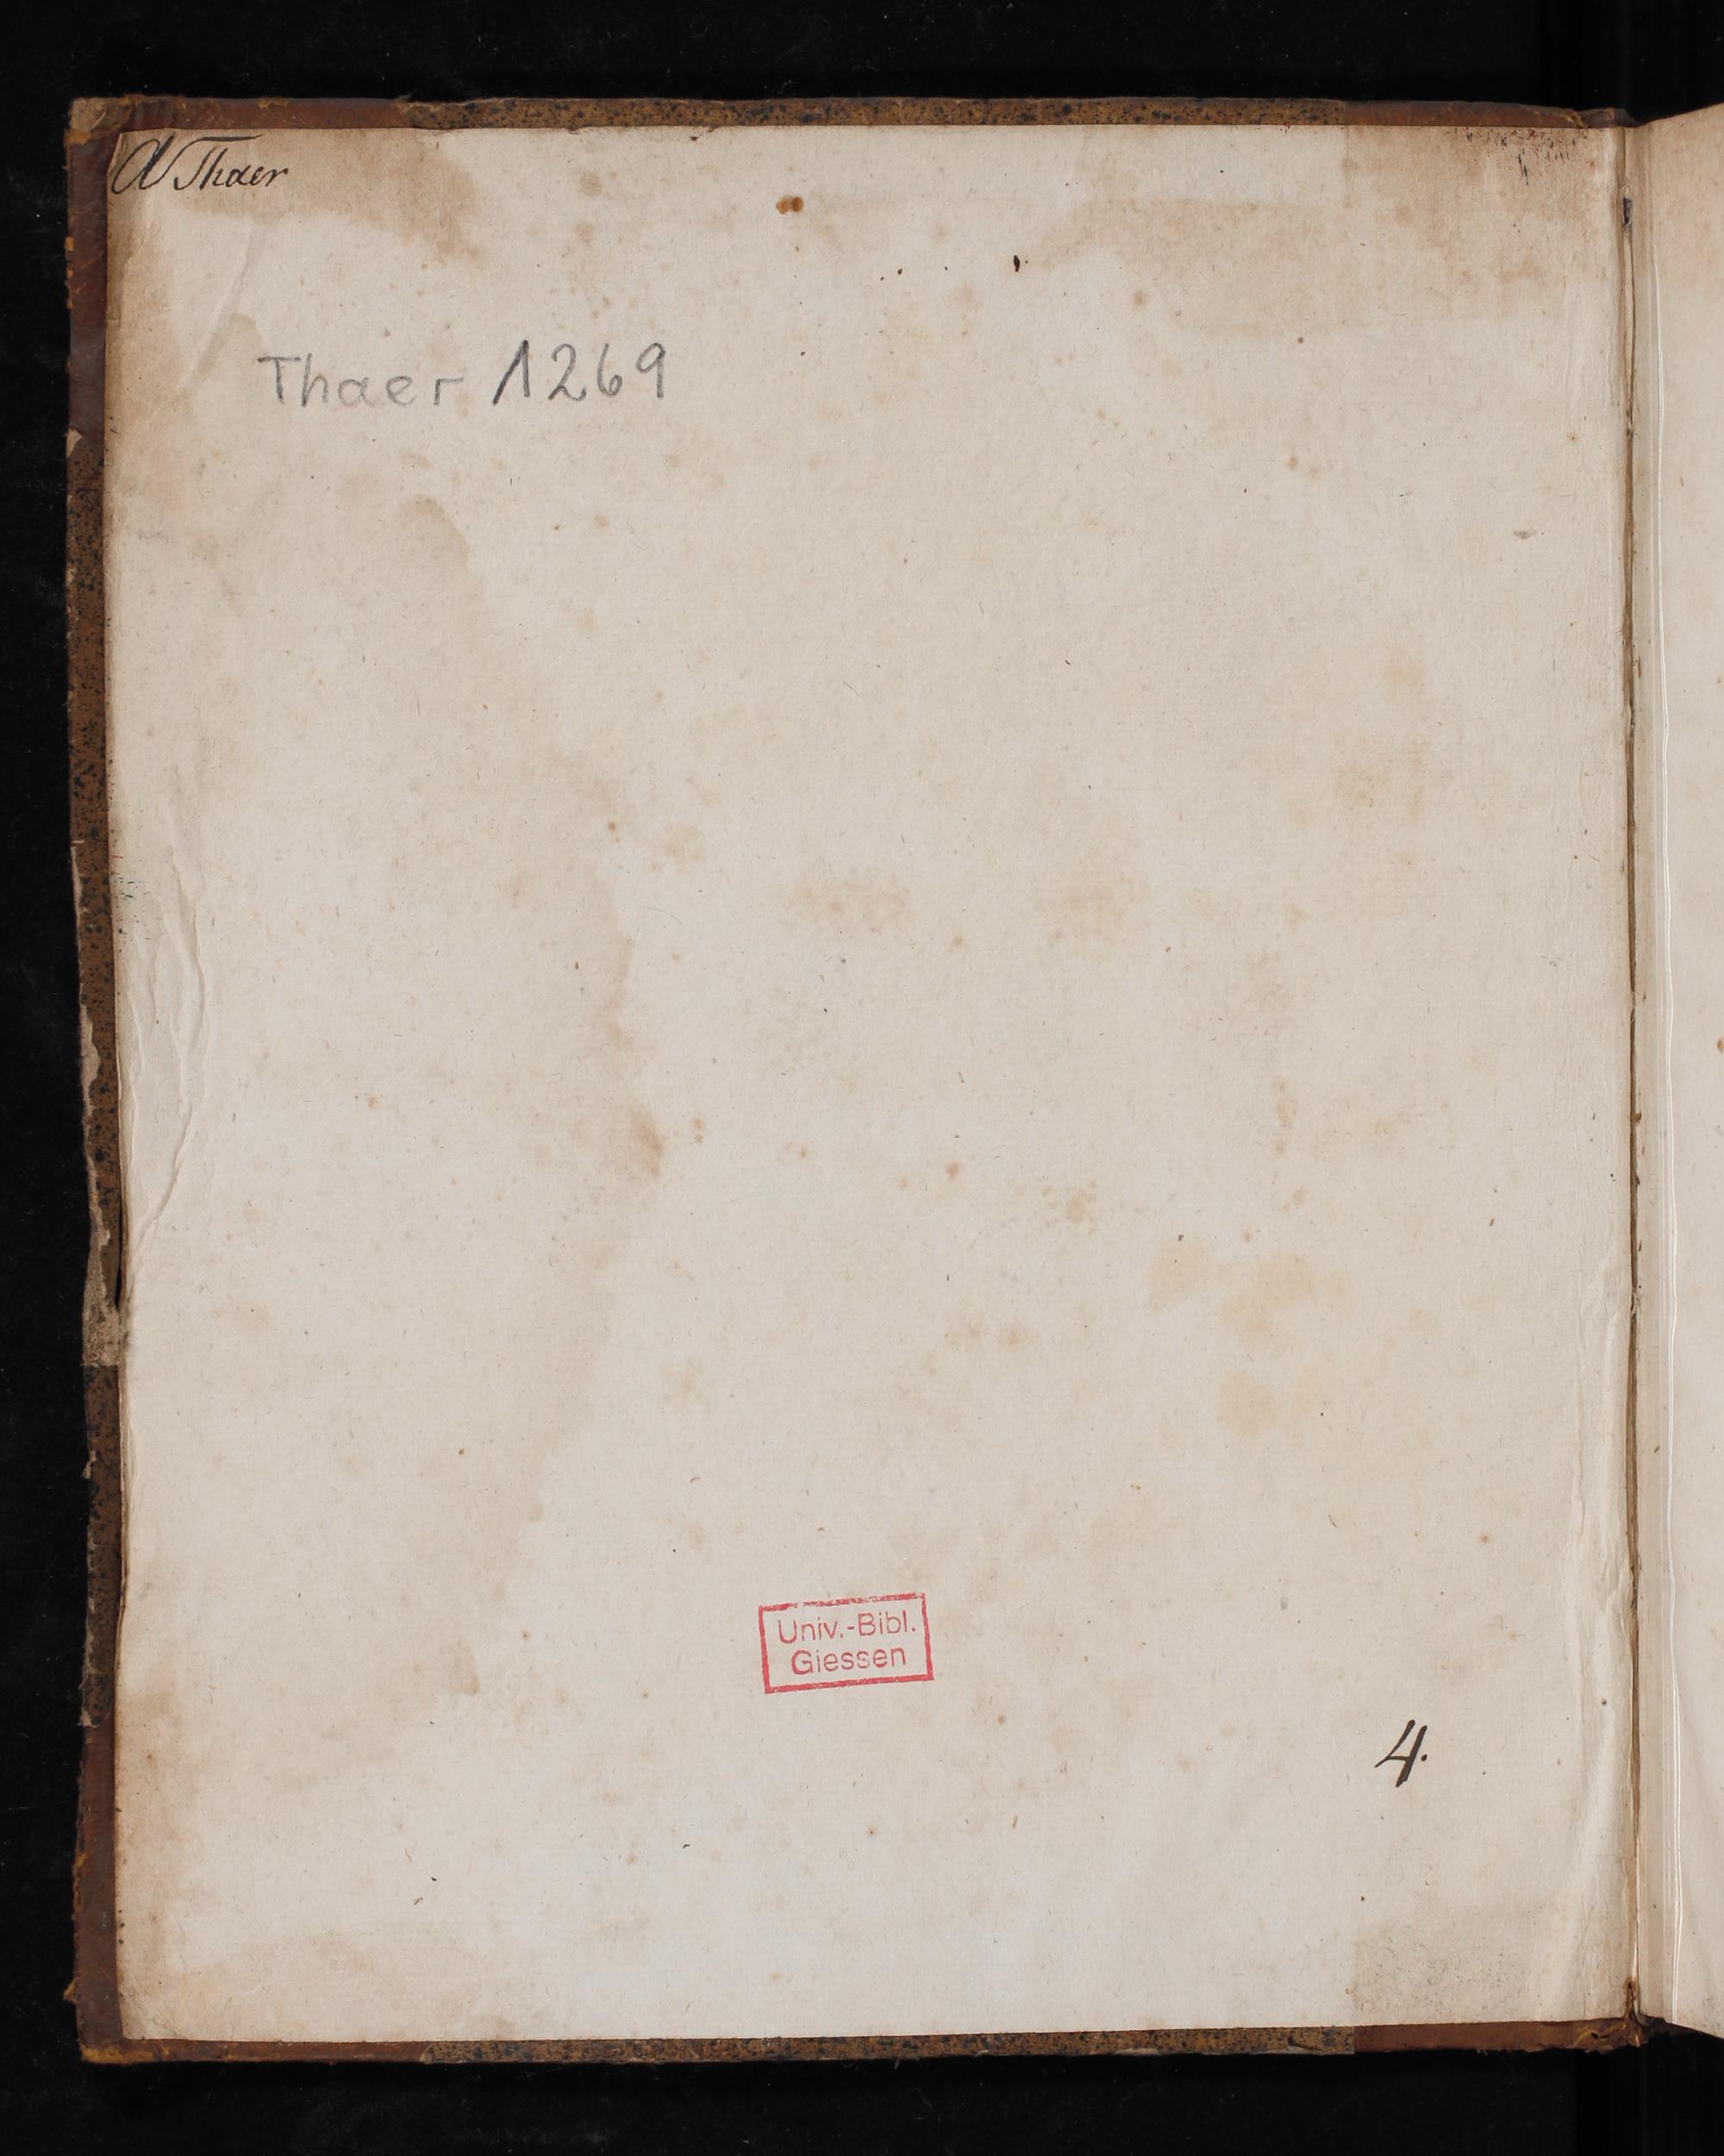 A Thaer
Thaer 1269
Univ.-Bibl.
Giessen
4.